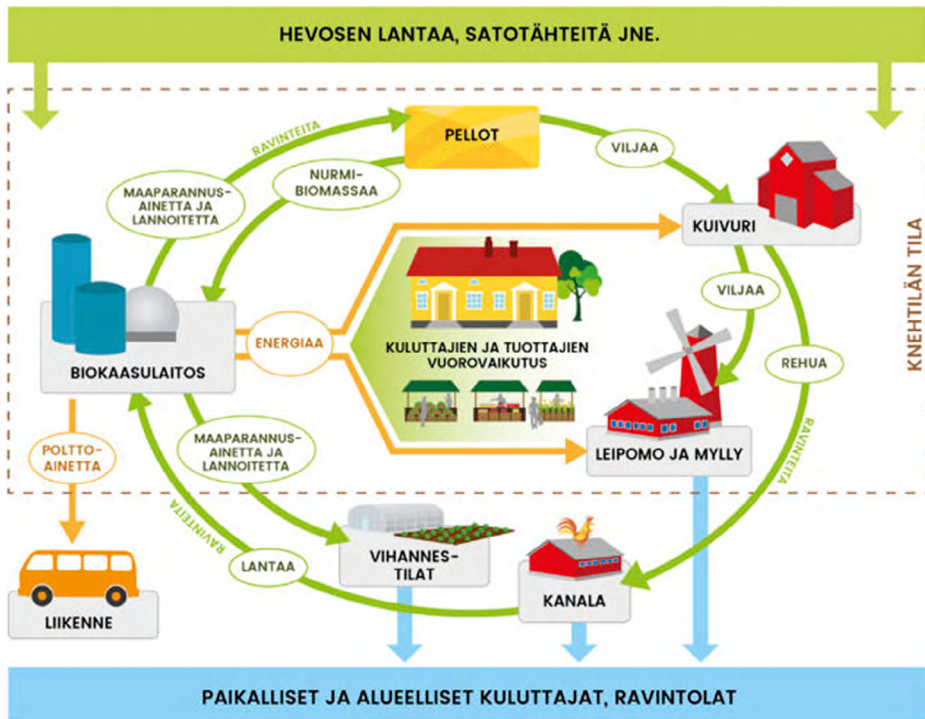 HEVOSEN LANTAA, SATOTÄHTEITÄ JNE.
RAVINTEITA
PELLOT
VILJAA
MAAPARANNUS-
AINETTA JA
LANNOITETTA
NURMI-
BIOMASSAA
KUIVURI
KNEHTILÄN TILA
VILJAA
ENERGIAA
KULUTTAJIEN JA TUOTTAJIEN
VUOROVAIKUTUS
REHUA
BIOKAASULAITOS
MAAPARANNUS-
AINETTA JA
LANNOITETTA
POLTTO-
AINETTA
LEIPOMO JA MYLLY
RAVINTEITA
RAVINTEITA
LANTAA
VIHANNES-
TILAT
KANALA
LIIKENNE
PAIKALLISET JA ALUEELLISET KULUTTAJAT, RAVINTOLAT